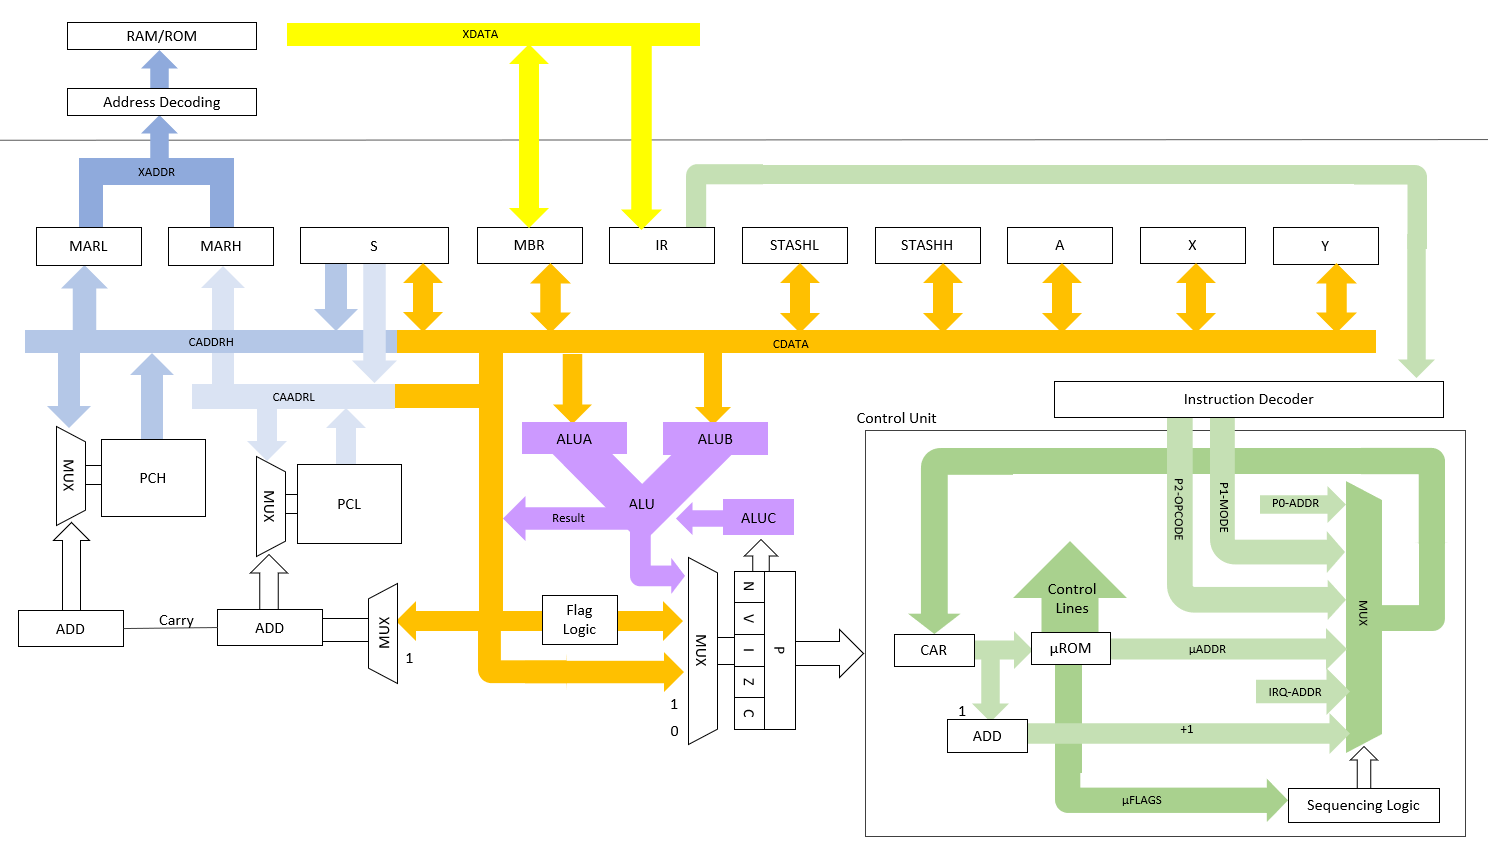 RAM/ROM
XDATA
Address Decoding
XADDR
MARL
MARH
S
MBR
IR
STASHL
STASHH
A
X
Y
CADDRH
CDATA
CAADRL
Instruction Decoder
Control Unit
ALUA
ALUB
MUX
PCH
MUX
PCL
ALU
Result
ALUC
P2-OPCODE
P1-MODE
P0-ADDR
N
V
I
Z
C
P
Control
Lines
MUX
Flag
Logic
ADD
Carry
ADD
MUX
1
MUX
1
0
CAR
µROM
µADDR
IRQ-ADDR
1
ADD
+1
µFLAGS
Sequencing Logic